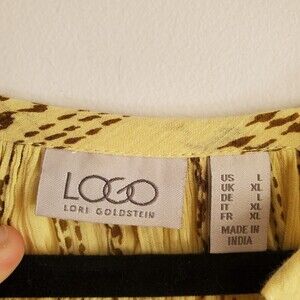 LOGO
LORI GOLDSTEIN
US L
UK XL
DE L
IT XL
FR XL
MADE IN
INDIA